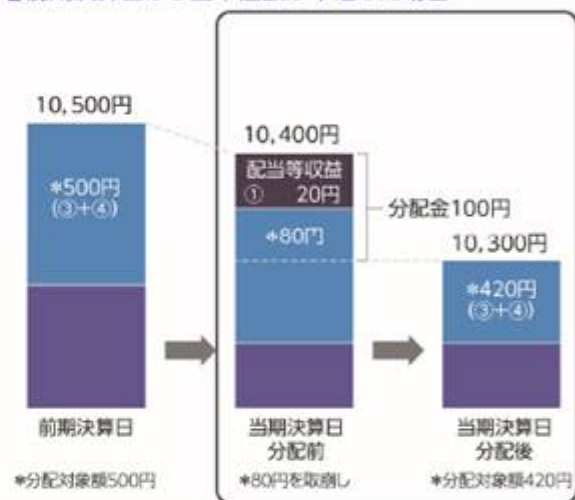 10,500円
*500円
(③+④)
10,400円
配当等収益
① 20円
*80円
分配金100円
10,300円
*420円
(③+④)
前期決算日
当期決算日
分配前
当期決算日
分配後
*分配対象額500円
*80円を取崩し
*分配対象額420円